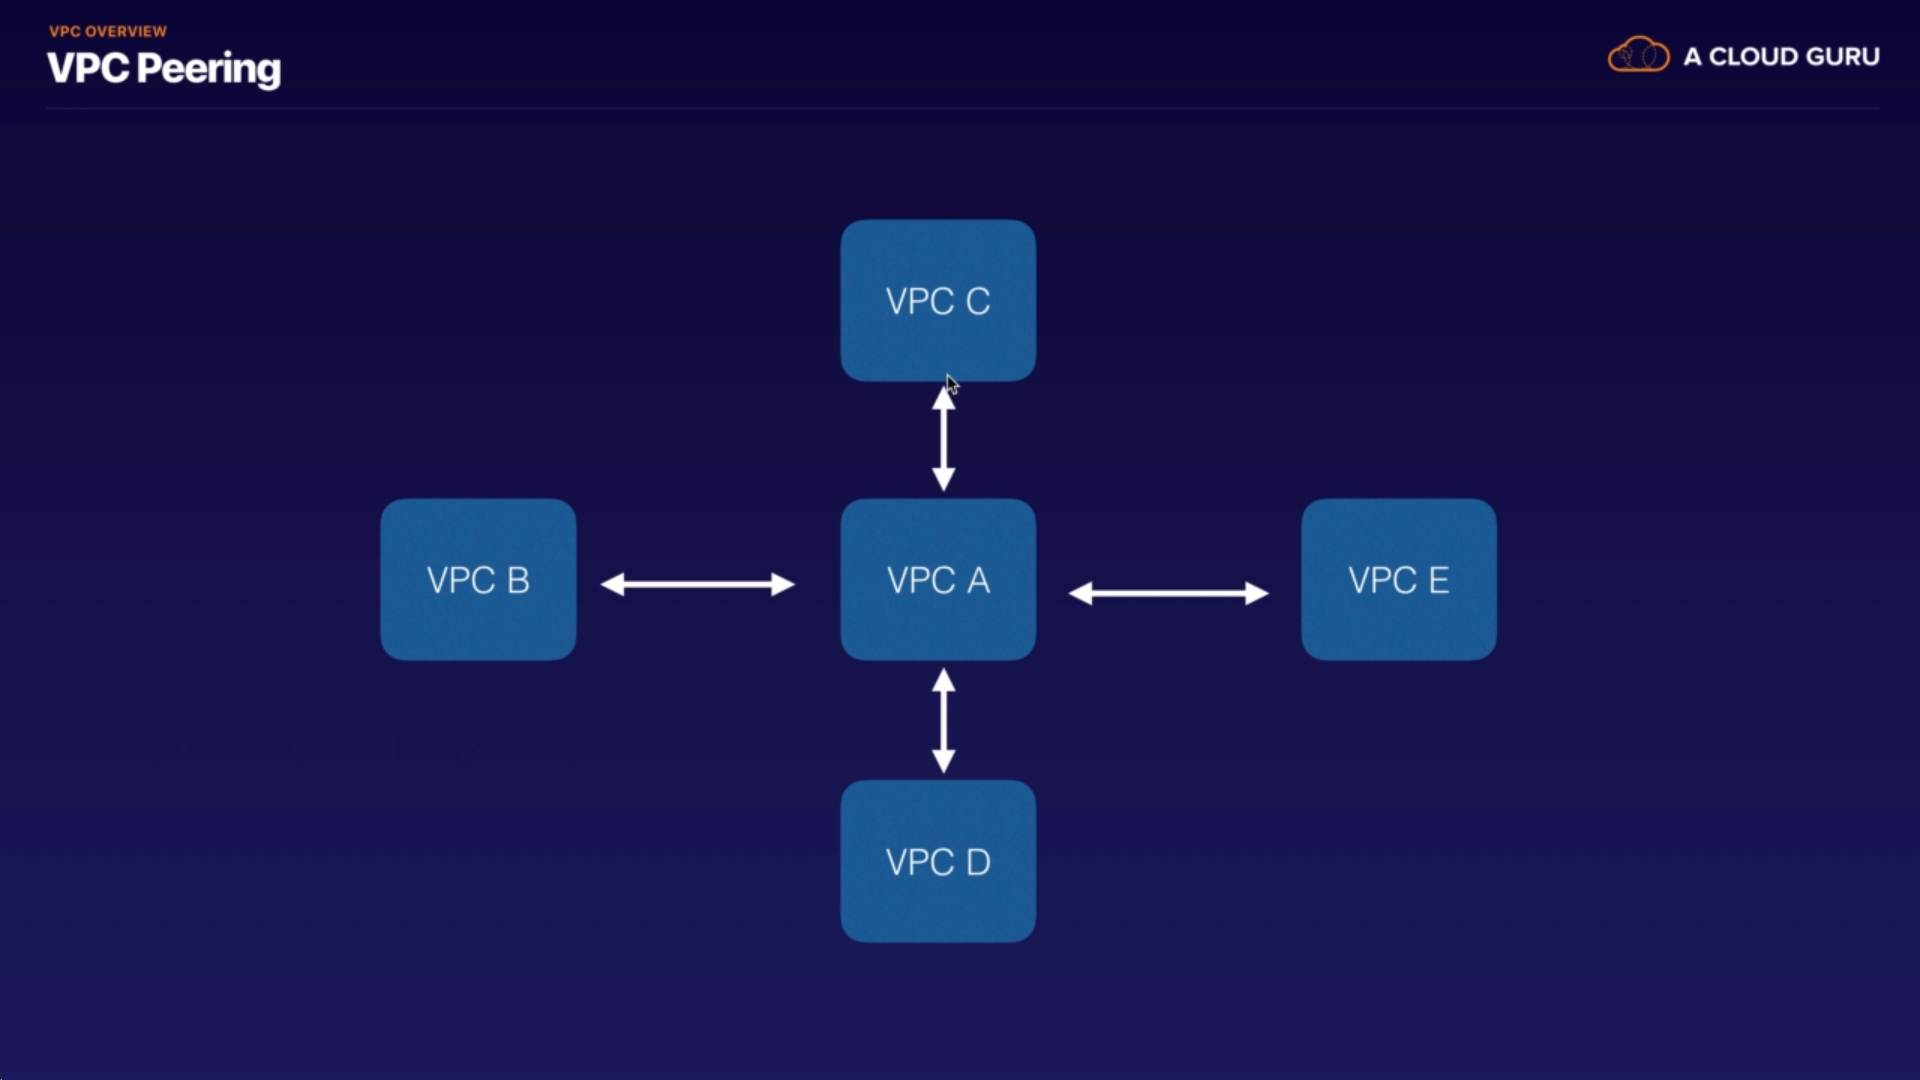 VPC OVERVIEW
VPC Peering
A CLOUD GURU
VPC C
VPC B
VPC A
VPC E
VPC D